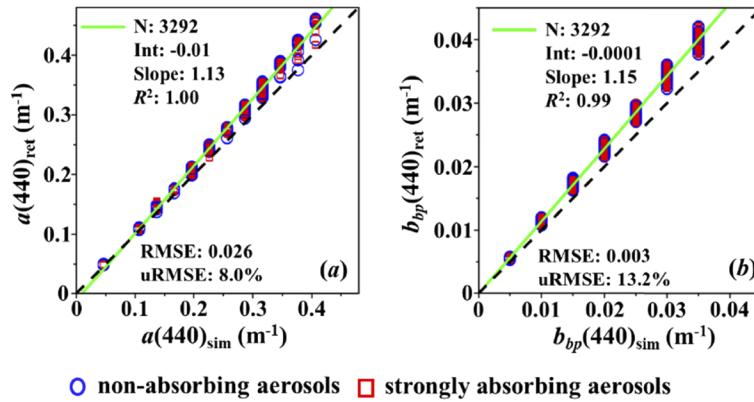 N: 3292
Int: -0.01
Slope: 1.13
R²: 1.00
RMSE: 0.026
uRMSE: 8.0%
(a)
a(440)ret (m⁻¹)
0.4
0.3
0.2
0.1
0
0 0.1 0.2 0.3 0.4
a(440)sim (m⁻¹)
N: 3292
Int: -0.0001
Slope: 1.15
R²: 0.99
RMSE: 0.003
uRMSE: 13.2%
(b)
bbp(440)ret (m⁻¹)
0.04
0.03
0.02
0.01
0
0 0.01 0.02 0.03 0.04
bbp(440)sim (m⁻¹)
non-absorbing aerosols strongly absorbing aerosols